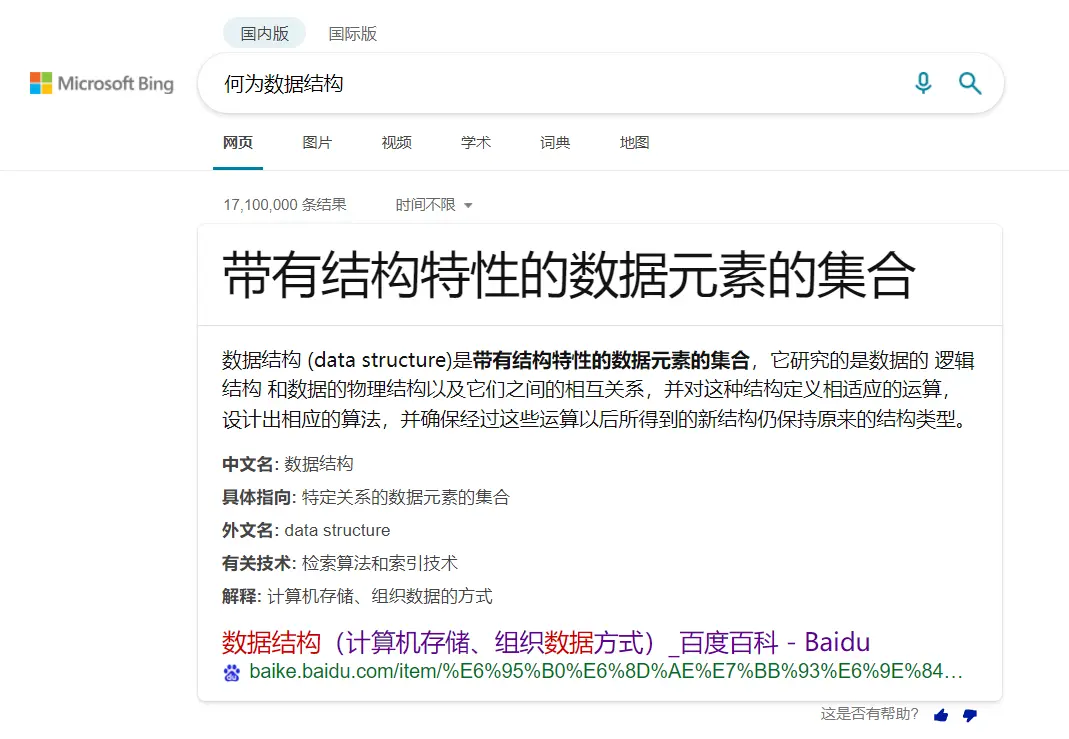 国内版 国际版
Microsoft Bing 何为数据结构
网页 图片 视频 学术 词典 地图
17,100,000 条结果 时间不限
带有结构特性的数据元素的集合
数据结构 (data structure)是带有结构特性的数据元素的集合，它研究的是数据的 逻辑
结构 和数据的物理结构以及它们之间的相互关系，并对这种结构定义相适应的运算，
设计出相应的算法，并确保经过这些运算以后所得到的新结构仍保持原来的结构类型。
中文名: 数据结构
具体指向: 特定关系的数据元素的集合
外文名: data structure
有关技术: 检索算法和索引技术
解释: 计算机存储、组织数据的方式
数据结构（计算机存储、组织数据方式）_百度百科 - Baidu
baike.baidu.com/item/%E6%95%B0%E6%8D%AE%E7%BB%93%E6%9E%84…
这是否有帮助?